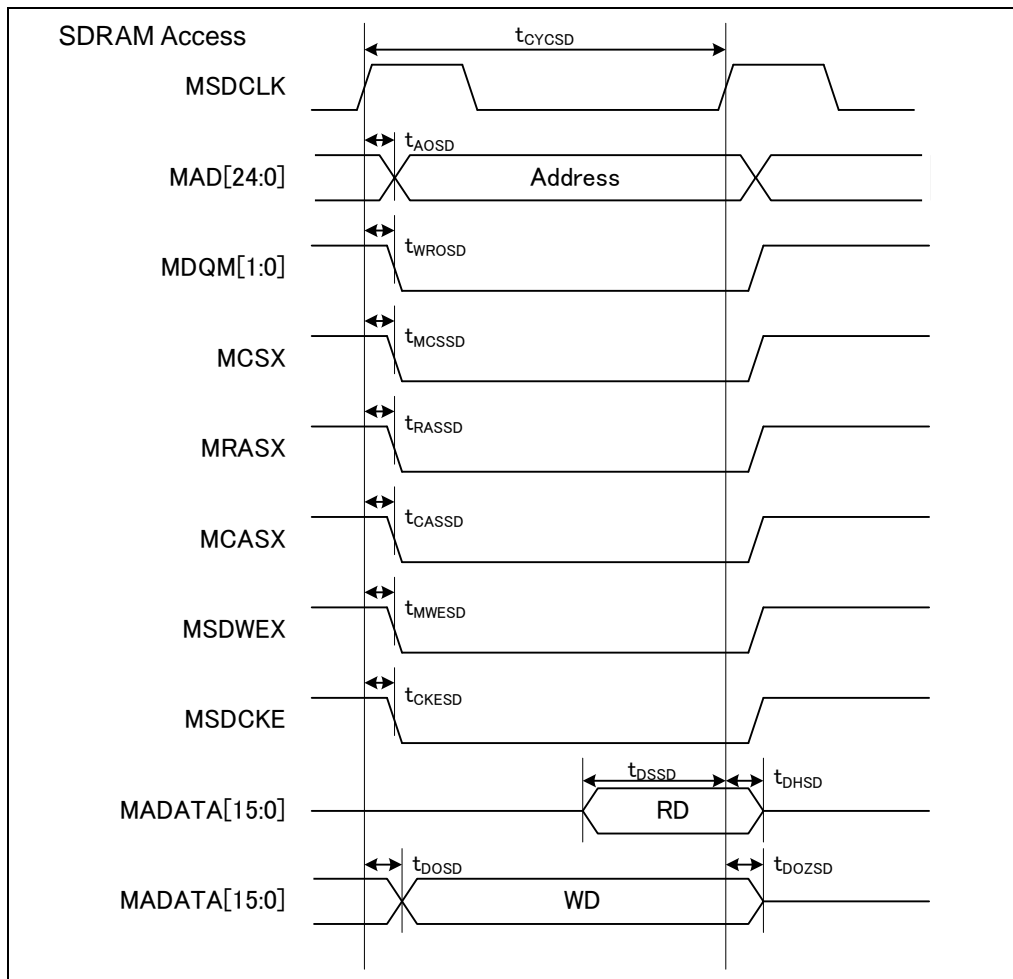 SDRAM Access
tCYCSD
MSDCLK
tAOSD
MAD[24:0]
Address
tWROSD
MDQM[1:0]
tMCSSD
MCSX
tRASSD
MRASX
tCASSD
MCASX
tMWESD
MSDWEX
tCKESD
MSDCKE
tDSSD
tDHSD
MADATA[15:0]
RD
tDOSD
tDOZSD
MADATA[15:0]
WD